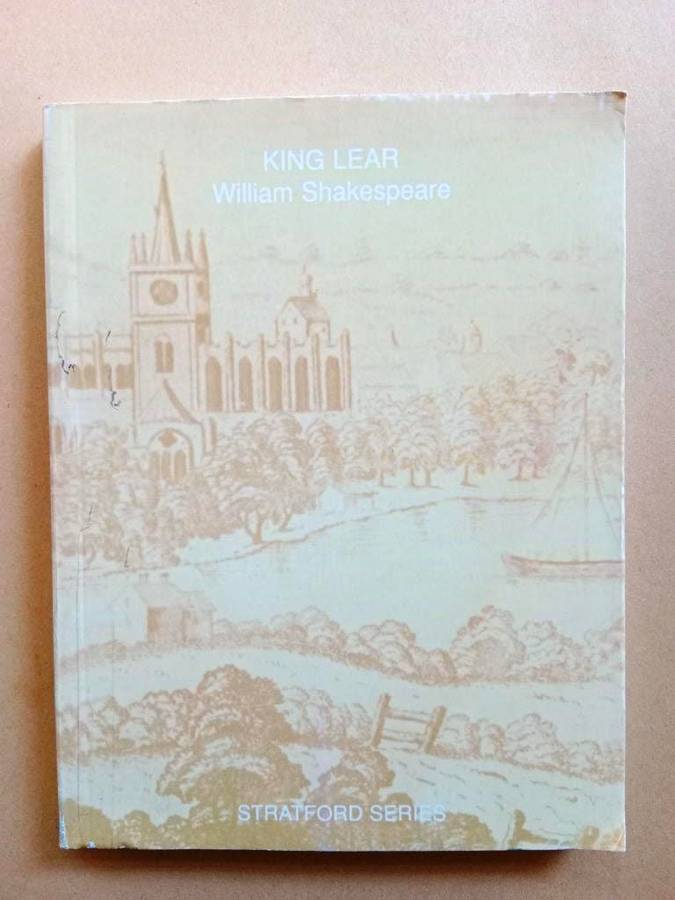 KING LEAR
William Shakespeare
STRATFORD SERIES